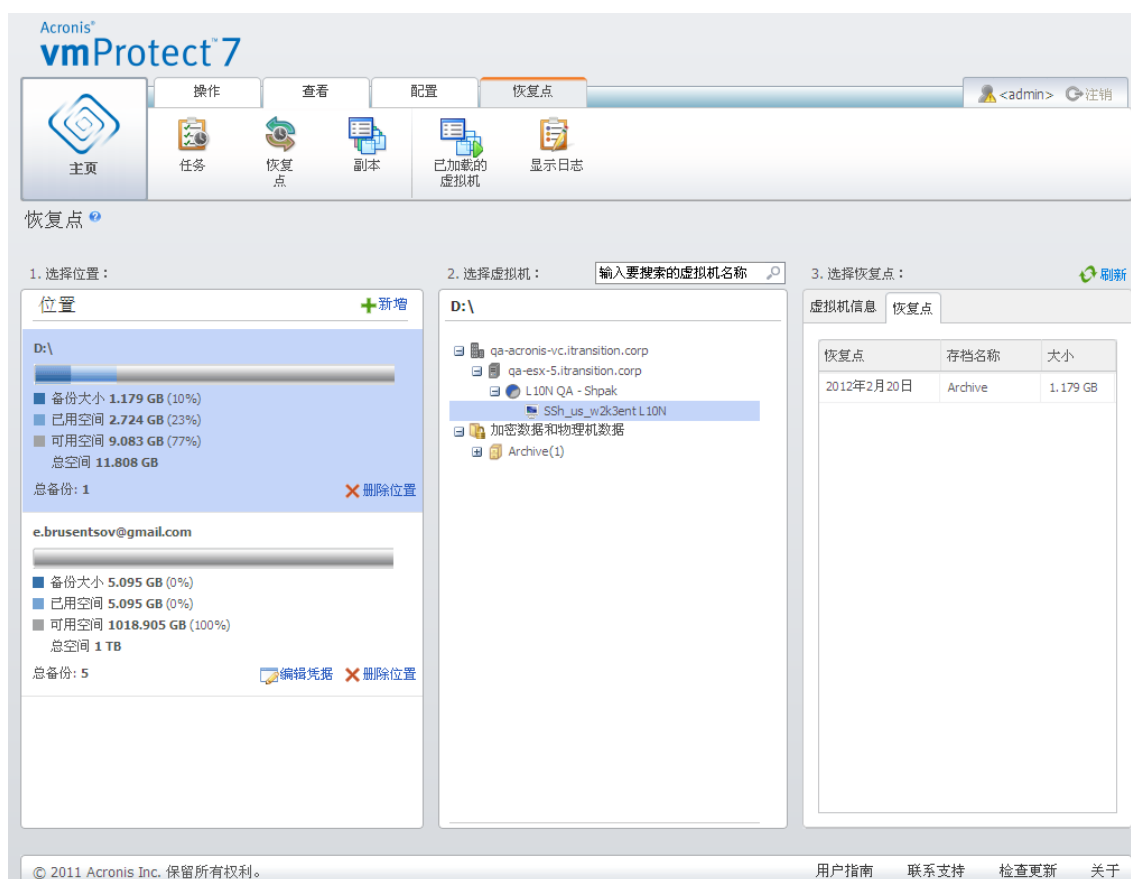 Acronis®
vmProtect™ 7
操作
查看
配置
恢复点
<admin>
注销
主页
任务
恢复
点
副本
已加载的
虚拟机
显示日志
恢复点
1. 选择位置：
2. 选择虚拟机：
输入要搜索的虚拟机名称
3. 选择恢复点：
刷新
位置
新增
D:\
备份大小 1.179 GB (10%)
已用空间 2.724 GB (23%)
可用空间 9.083 GB (77%)
总空间 11.808 GB
总备份: 1
删除位置
e.brusentsov@gmail.com
备份大小 5.095 GB (0%)
已用空间 5.095 GB (0%)
可用空间 1018.905 GB (100%)
总空间 1 TB
总备份: 5
编辑凭据
删除位置
D:\
qa-acronis-vc.itransition.corp
qa-esx-5.itransition.corp
L10N QA - Shpak
SSh_us_w2k3ent L10N
加密数据和物理机数据
Archive(1)
虚拟机信息
恢复点
恢复点 存档名称 大小
2012年2月20日 Archive 1.179 GB
© 2011 Acronis Inc. 保留所有权利。
用户指南
联系支持
检查更新
关于